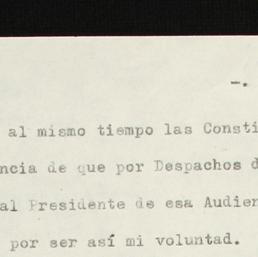 -.
al mismo tiempo las Consti
ncia de que por Despachos d
al Presidente de esa Audien
por ser así mi voluntad.